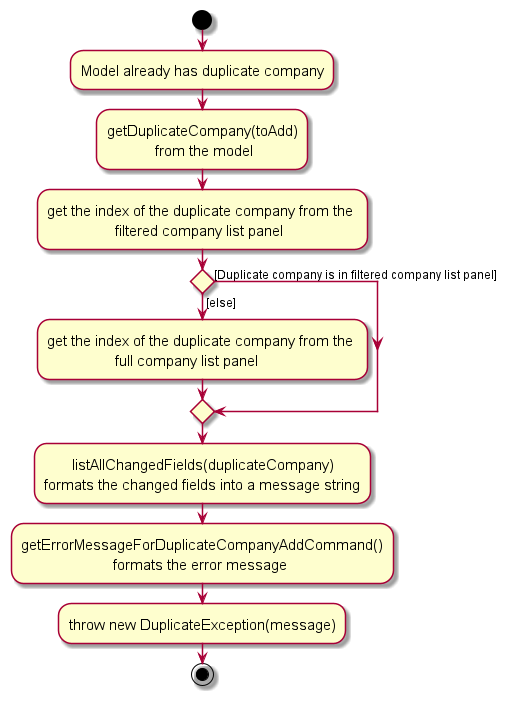 Model already has duplicate company
getDuplicateCompany(toAdd)
from the model
get the index of the duplicate company from the
filtered company list panel
[Duplicate company is in filtered company list panel]
[else]
get the index of the duplicate company from the
full company list panel
listAllChangedFields(duplicateCompany)
formats the changed fields into a message string
getErrorMessageForDuplicateCompanyAddCommand()
formats the error message
throw new DuplicateException(message)